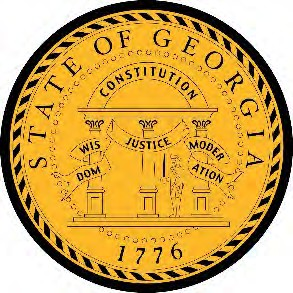 STATE OF GEORGIA
CONSTITUTION
WIS
DOM
JUSTICE
MODER
ATION
1776